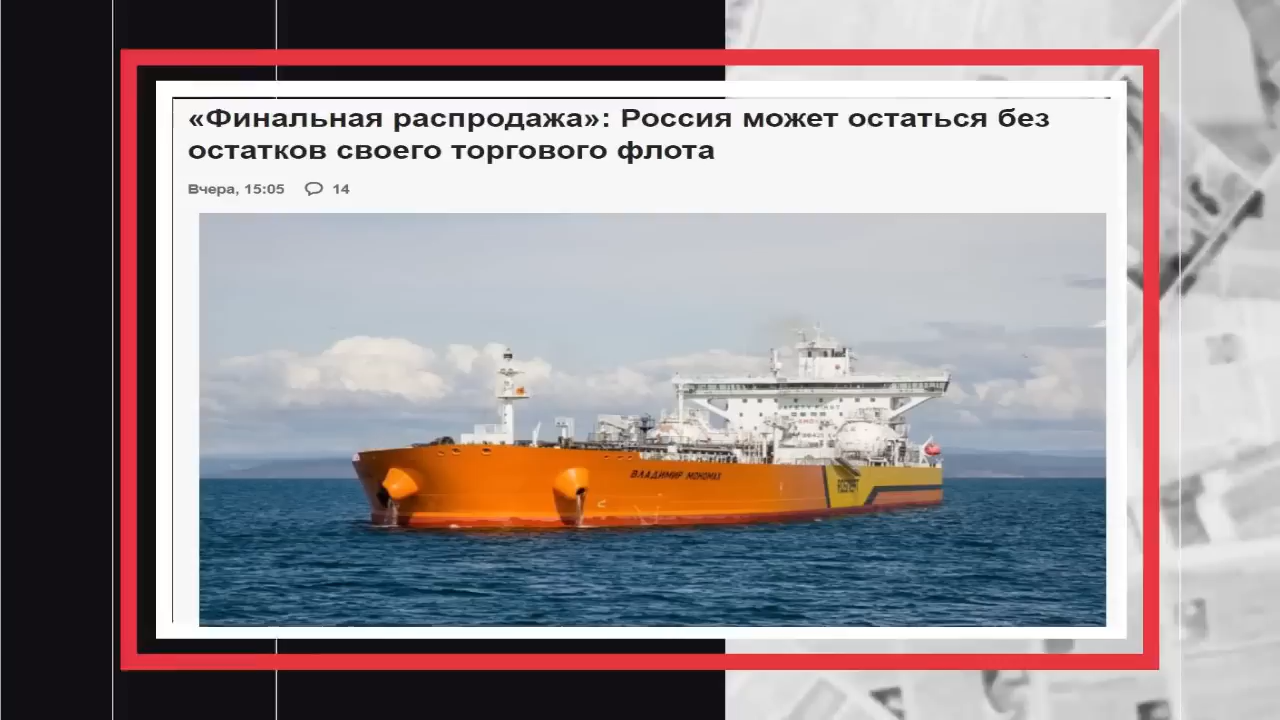 «Финальная распродажа»: Россия может остаться без
остатков своего торгового флота
Вчера, 15:05 14
ВЛАДИМИР МОНОМАХ